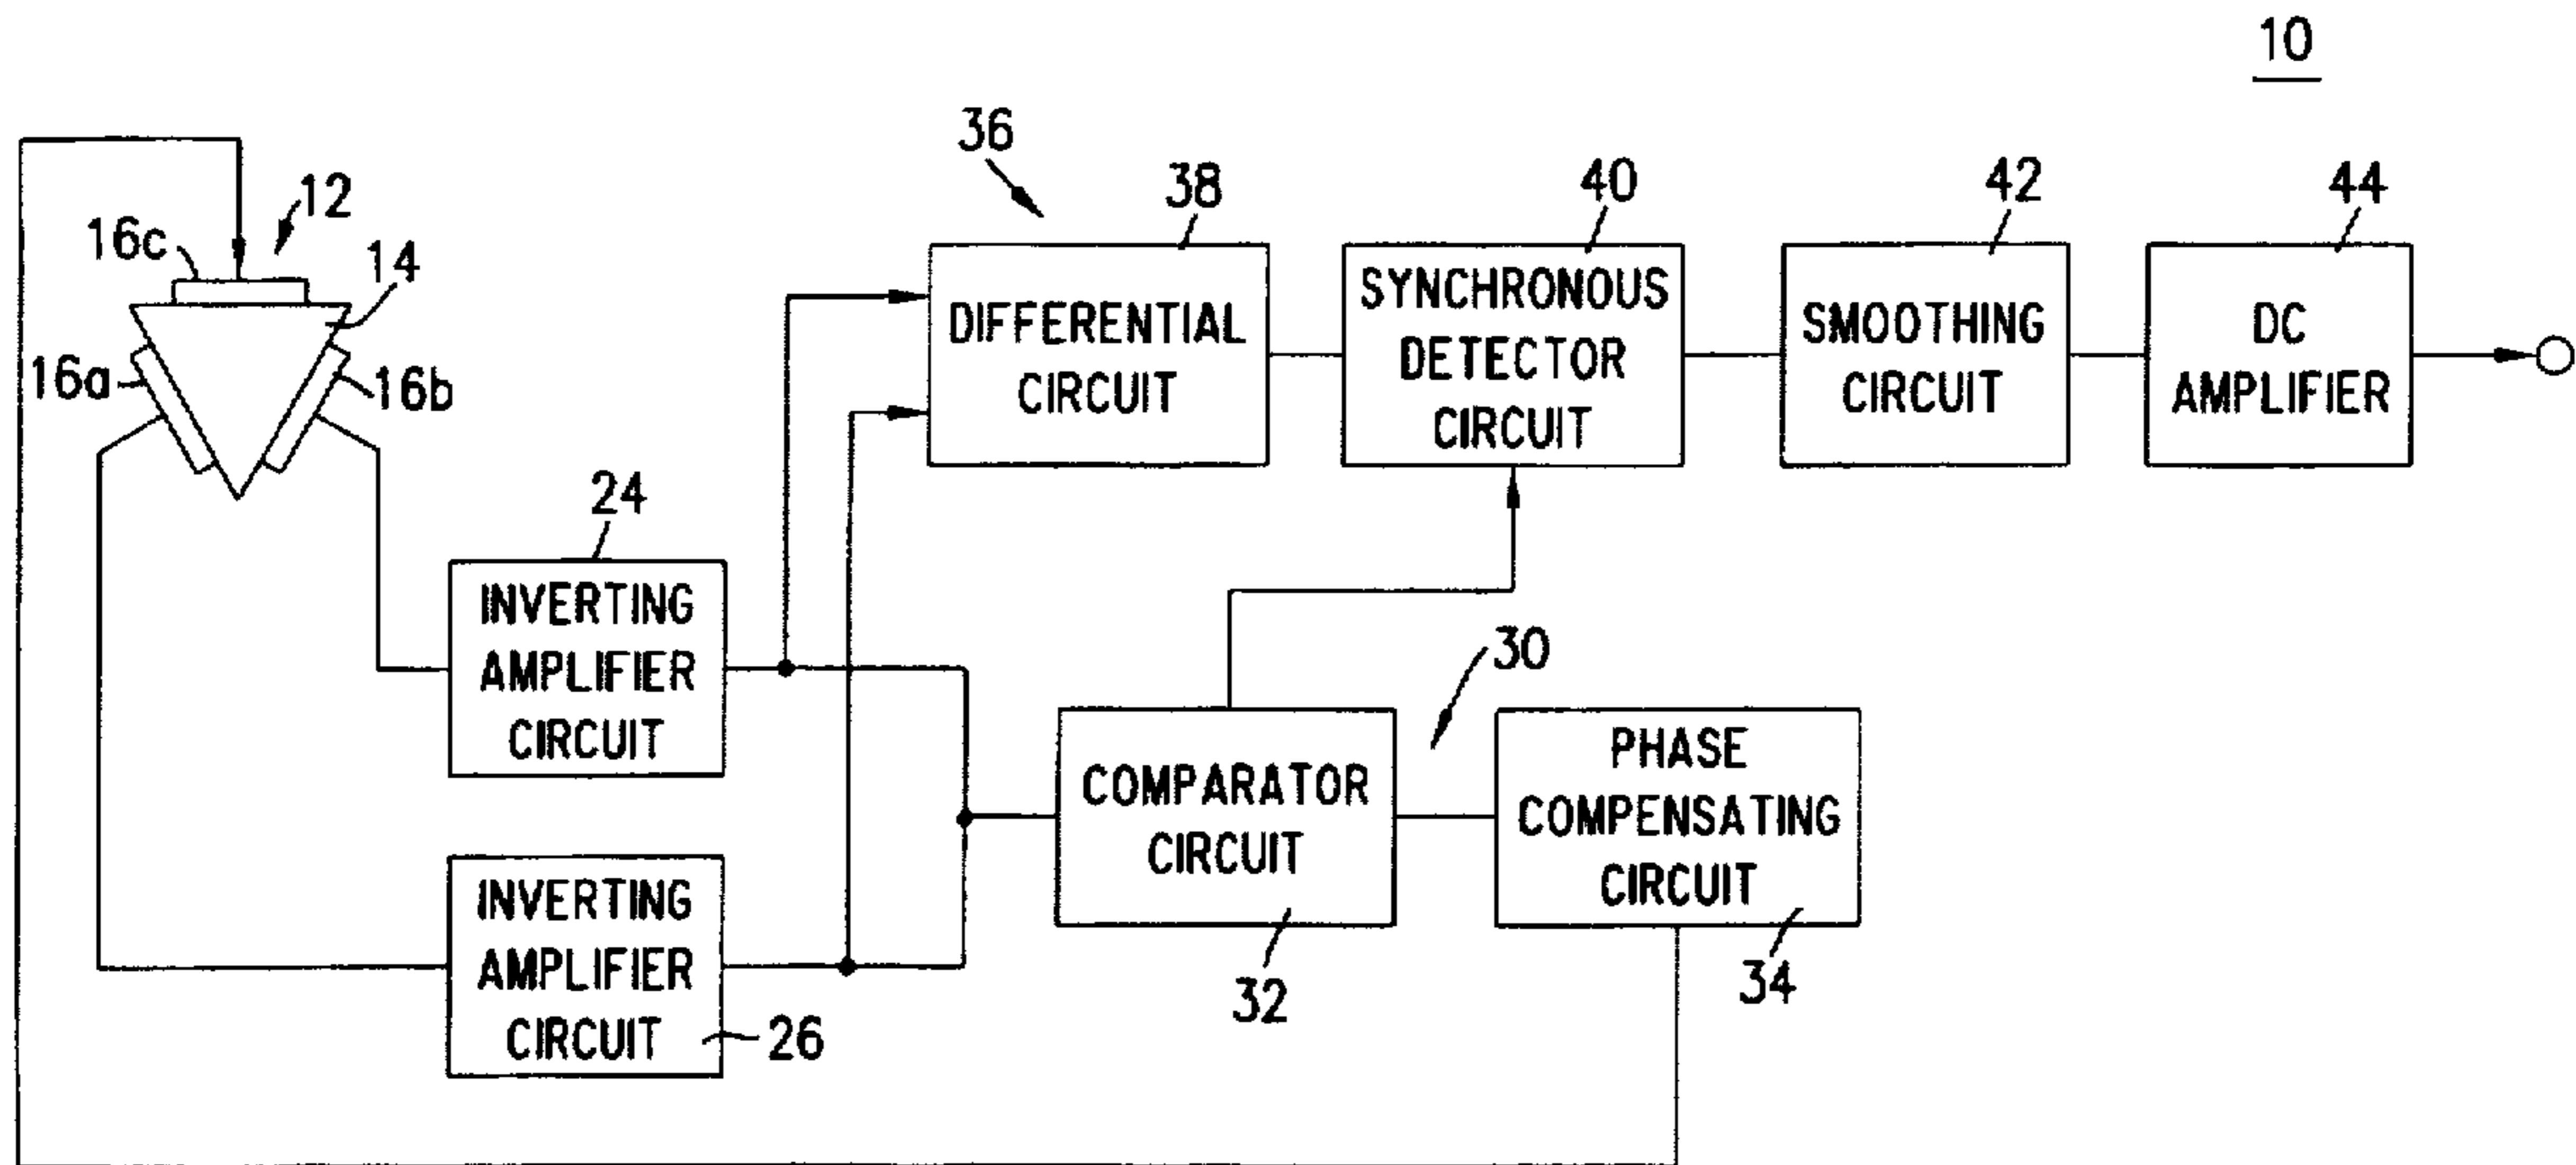 10
36
38
40
42
44
12
16c
14
16a
16b
DIFFERENTIAL
CIRCUIT
SYNCHRONOUS
DETECTOR
CIRCUIT
SMOOTHING
CIRCUIT
DC
AMPLIFIER
24
INVERTING
AMPLIFIER
CIRCUIT
30
COMPARATOR
CIRCUIT
32
PHASE
COMPENSATING
CIRCUIT
34
INVERTING
AMPLIFIER
CIRCUIT
26